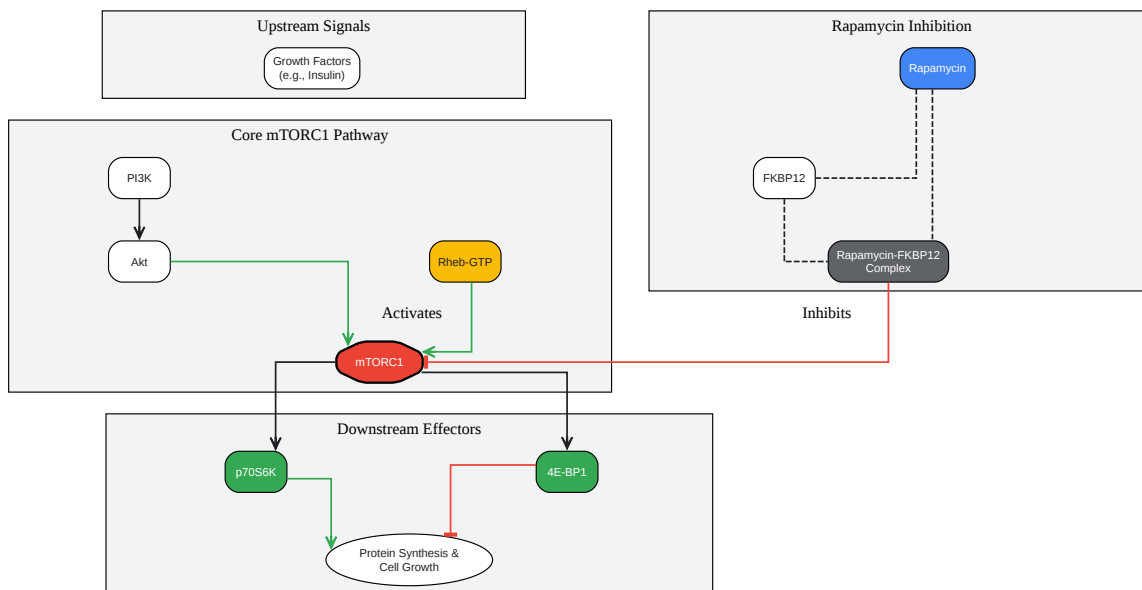 Upstream Signals
Growth Factors
(e.g., Insulin)
Rapamycin Inhibition
Rapamycin
FKBP12
Rapamycin-FKBP12
Complex
Inhibits
Core mTORC1 Pathway
PI3K
Akt
Rheb-GTP
Activates
mTORC1
Downstream Effectors
p70S6K
4E-BP1
Protein Synthesis &
Cell Growth